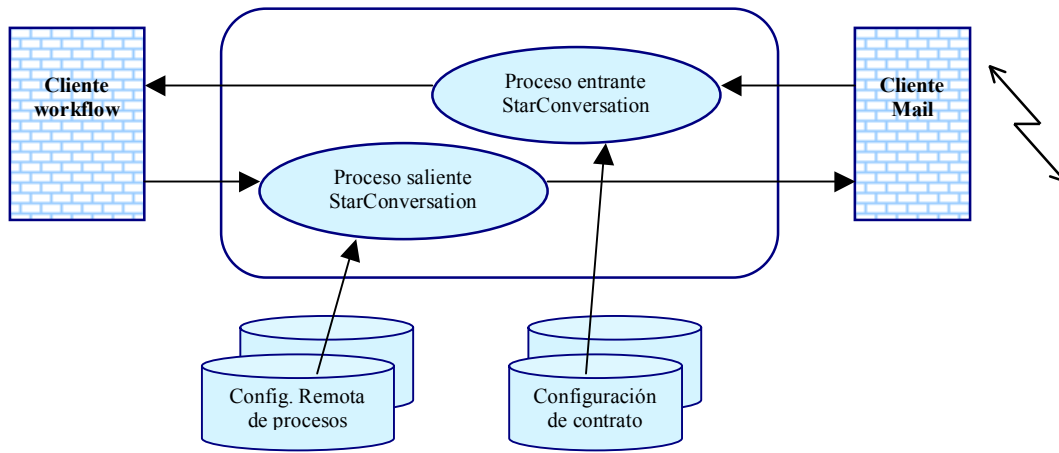 Cliente
workflow
Proceso entrante
StarConversation
Cliente
Mail
Proceso saliente
StarConversation
Config. Remota
de procesos
Configuración
de contrato